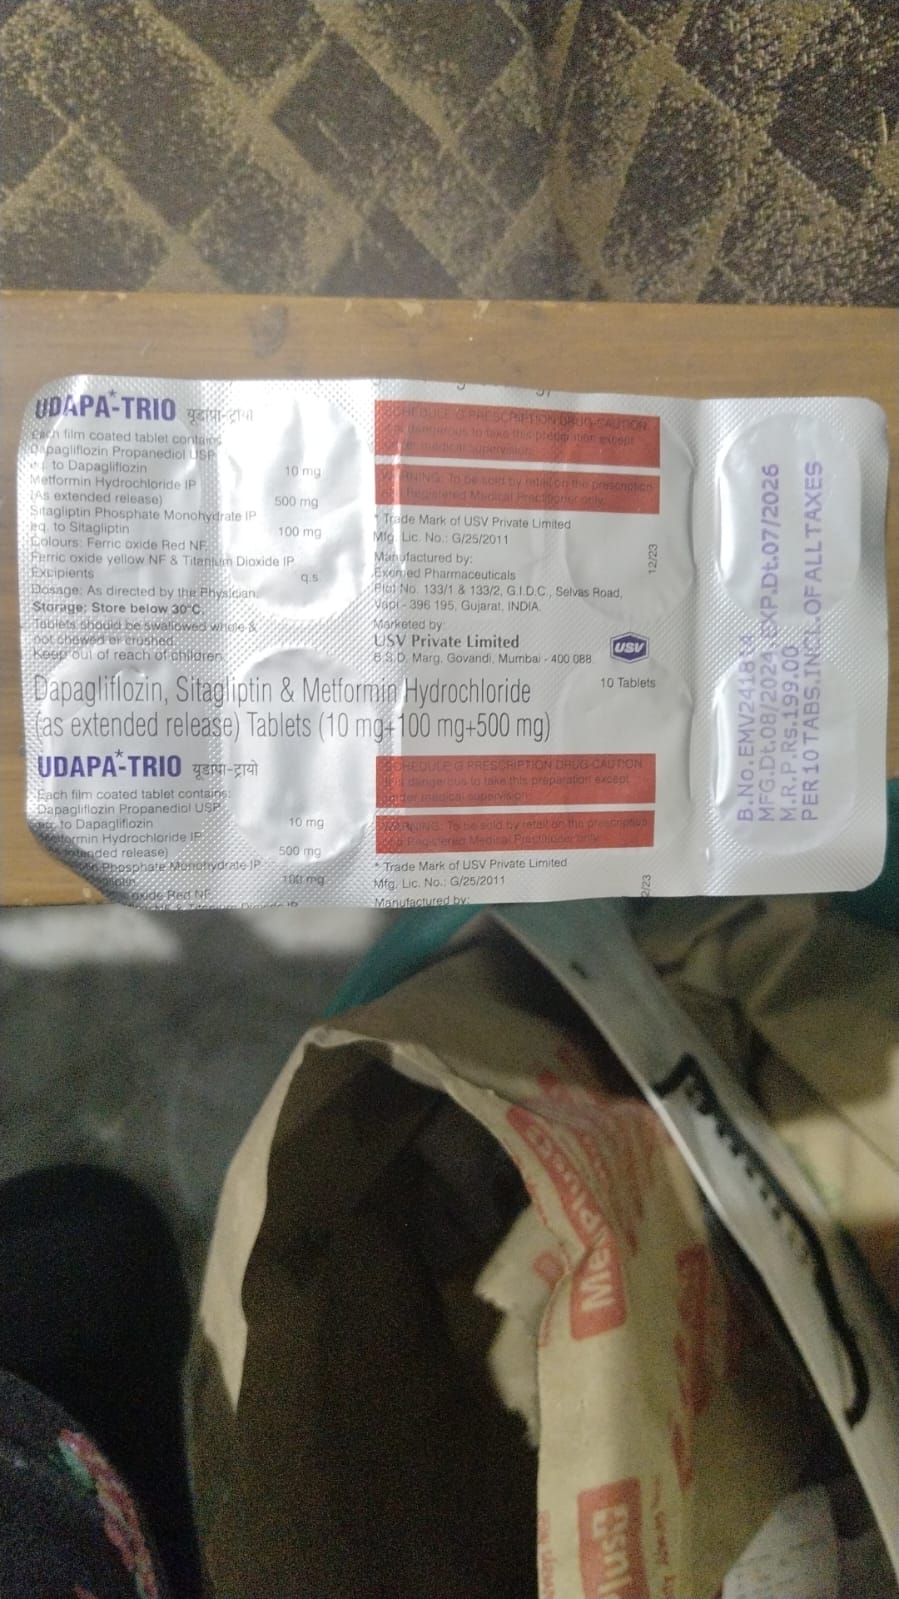 UDAPA*-TRIO यूडापा-ट्रायो
Each film coated tablet contains:
Dapagliflozin Propanediol USP
eq. to Dapagliflozin 10 mg
Metformin Hydrochloride IP
(As extended release) 500 mg
Sitagliptin Phosphate Monohydrate IP
eq. to Sitagliptin 100 mg
Colours: Ferric oxide Red NF,
Ferric oxide yellow NF & Titanium Dioxide IP
Excipients q.s
Dosage: As directed by the Physician.
Storage: Store below 30°C.
Tablets should be swallowed whole &
not chewed or crushed.
Keep out of reach of children.
SCHEDULE G PRESCRIPTION DRUG-CAUTION
It is dangerous to take this preparation except
under medical supervision.
WARNING: To be sold by retail on the prescription
of a Registered Medical Practitioner only.
* Trade Mark of USV Private Limited
Mfg. Lic. No.: G/25/2011
Manufactured by:
Exemed Pharmaceuticals
Plot No. 133/1 & 133/2, G.I.D.C., Selvas Road,
Vapi - 396 195, Gujarat, INDIA.
Marketed by:
USV Private Limited
B.S.D. Marg, Govandi, Mumbai - 400 088
12/23
USV
10 Tablets
Dapagliflozin, Sitagliptin & Metformin Hydrochloride
(as extended release) Tablets (10 mg+100 mg+500 mg)
UDAPA*-TRIO यूडापा-ट्रायो
Each film coated tablet contains:
Dapagliflozin Propanediol USP
eq. to Dapagliflozin 10 mg
Metformin Hydrochloride IP
extended release) 500 mg
Phosphate Monohydrate IP
100 mg
oxide Red NF,
SCHEDULE G PRESCRIPTION DRUG-CAUTION
It is dangerous to take this preparation except
under medical supervision.
WARNING: To be sold by retail on the prescription
of a Registered Medical Practitioner only.
* Trade Mark of USV Private Limited
Mfg. Lic. No.: G/25/2011
Manufactured by:
2/23
MFG.Dt.08/2024.EXP.Dt.07/2026
M.R.P.Rs.199.00
PER10TABS.INCL.OFALLTAXES